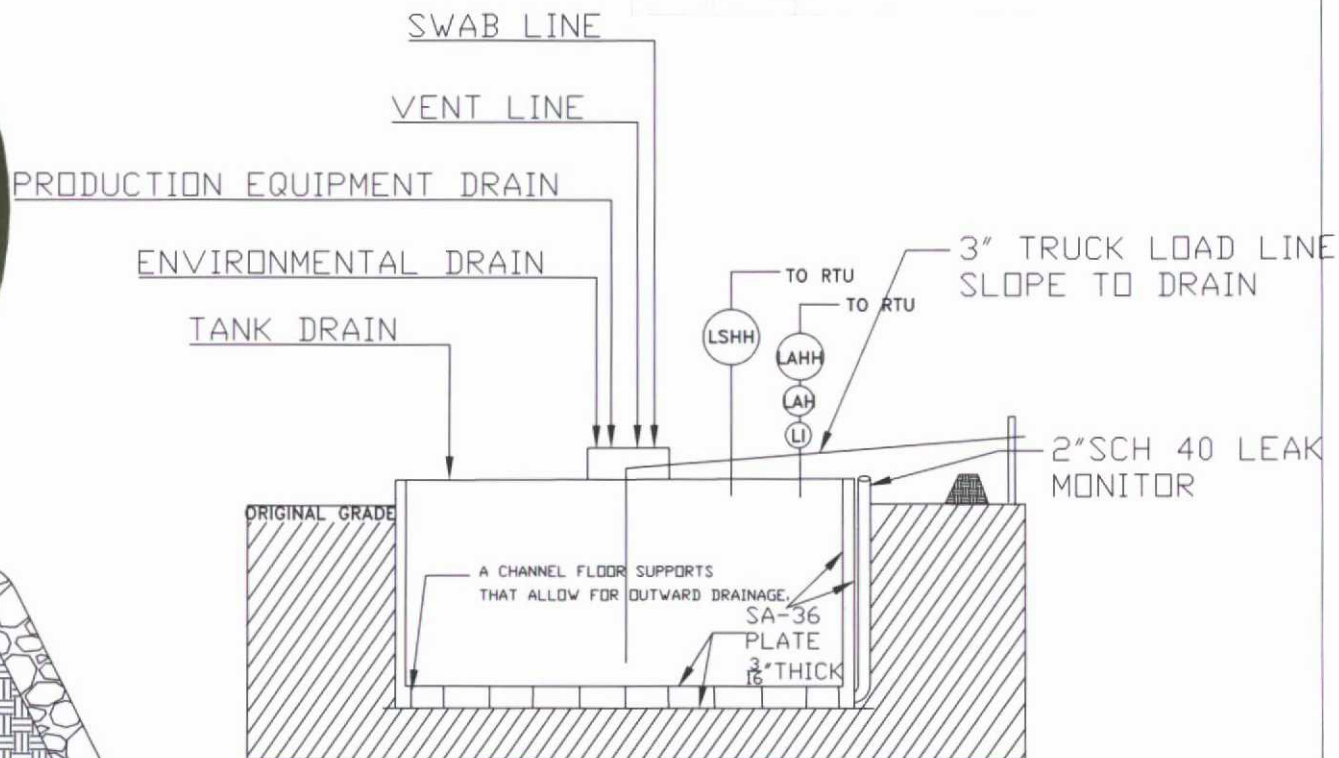 SWAB LINE
VENT LINE
PRODUCTION EQUIPMENT DRAIN
ENVIRONMENTAL DRAIN
TANK DRAIN
TO RTU
TO RTU
3" TRUCK LOAD LINE
SLOPE TO DRAIN
LSHH
LAHH
LAH
LI
2"SCH 40 LEAK
MONITOR
ORIGINAL GRADE
A CHANNEL FLOOR SUPPORTS
THAT ALLOW FOR OUTWARD DRAINAGE.
SA-36
PLATE
3/16"THICK